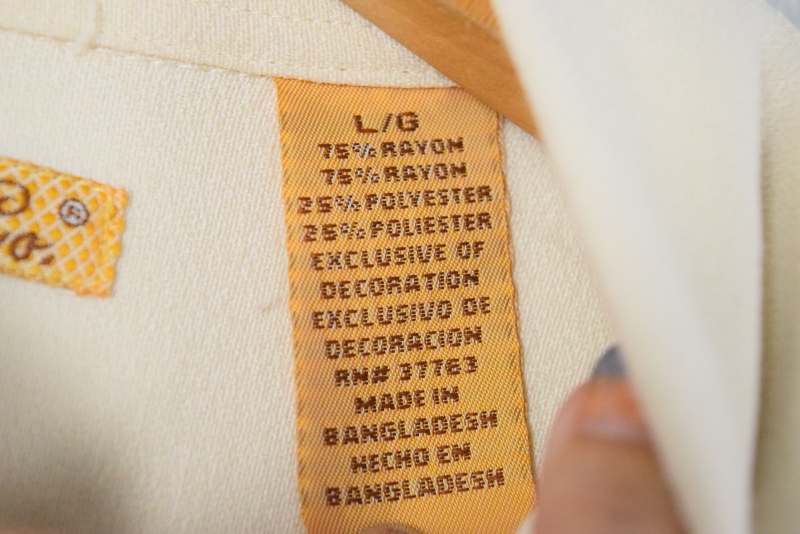 L/G
75% RAYON
75% RAYON
25% POLYESTER
25% POLIESTER
EXCLUSIVE OF
DECORATION
EXCLUSIVO DE
DECORACION
RN# 37763
MADE IN
BANGLADESH
HECHO EN
BANGLADESH
®
o.